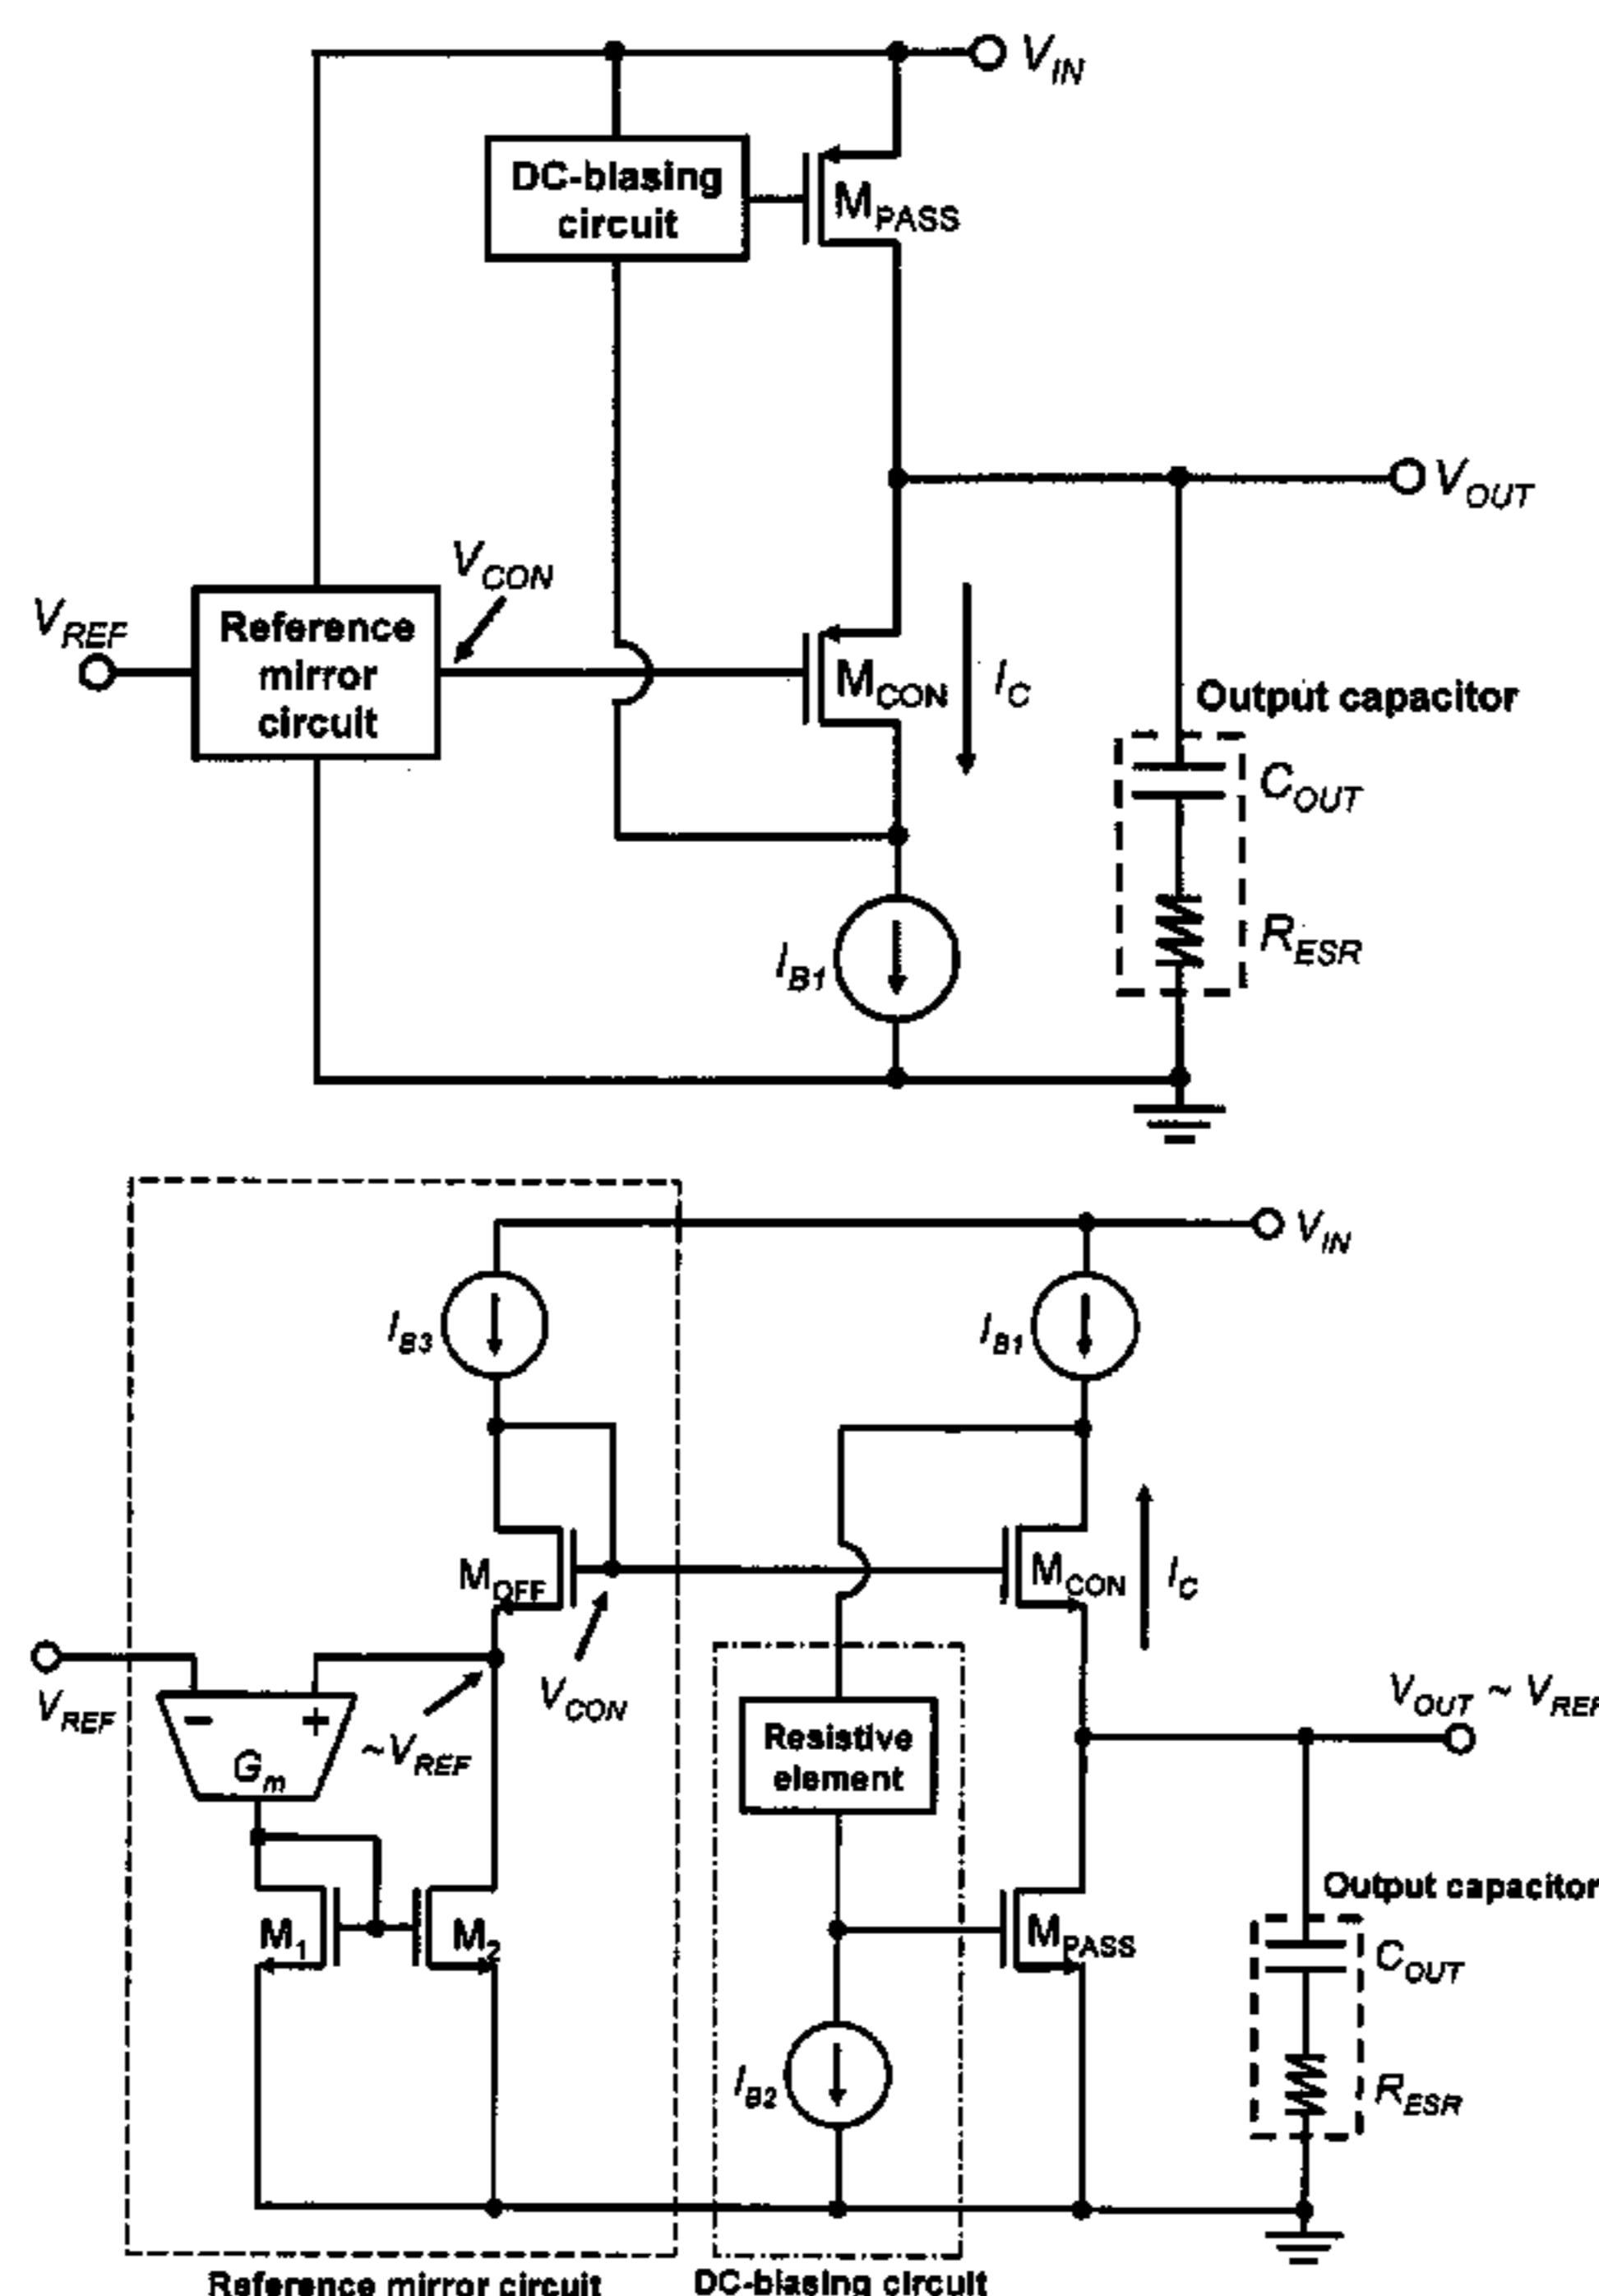 V_IN
DC-biasing
circuit
M_PASS
V_OUT
V_CON
V_REF
Reference
mirror
circuit
M_CON
I_C
Output capacitor
C_OUT
R_ESR
I_B1
V_IN
I_B3
I_B1
M_OFF
M_CON
I_C
V_REF
V_CON
V_OUT ~ V_REF
- +
G_m
~V_REF
Resistive
element
Output capacitor
M_1
M_2
M_PASS
C_OUT
I_B2
R_ESR
Reference mirror circuit
DC-biasing circuit